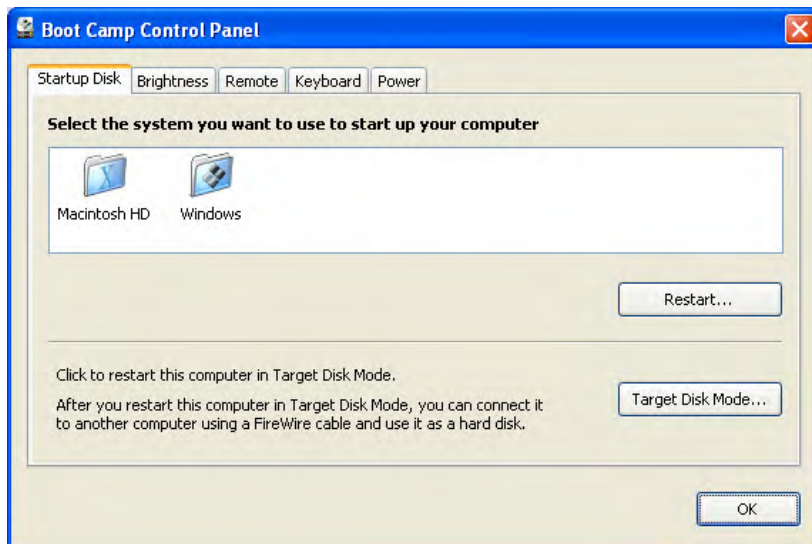 Boot Camp Control Panel
Startup Disk Brightness Remote Keyboard Power
Select the system you want to use to start up your computer
Macintosh HD Windows
Restart...
Click to restart this computer in Target Disk Mode.
After you restart this computer in Target Disk Mode, you can connect it
to another computer using a FireWire cable and use it as a hard disk.
Target Disk Mode...
OK